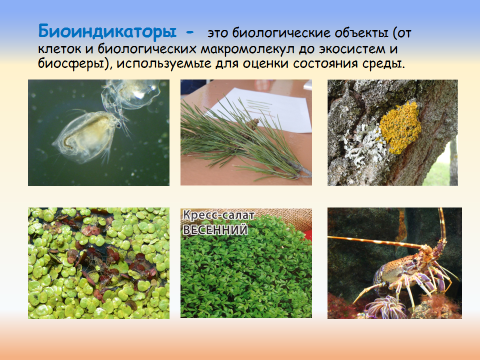 Биоиндикаторы - это биологические объекты (от
клеток и биологических макромолекул до экосистем и
биосферы), используемые для оценки состояния среды.
Кресс-салат
ВЕСЕННИЙ